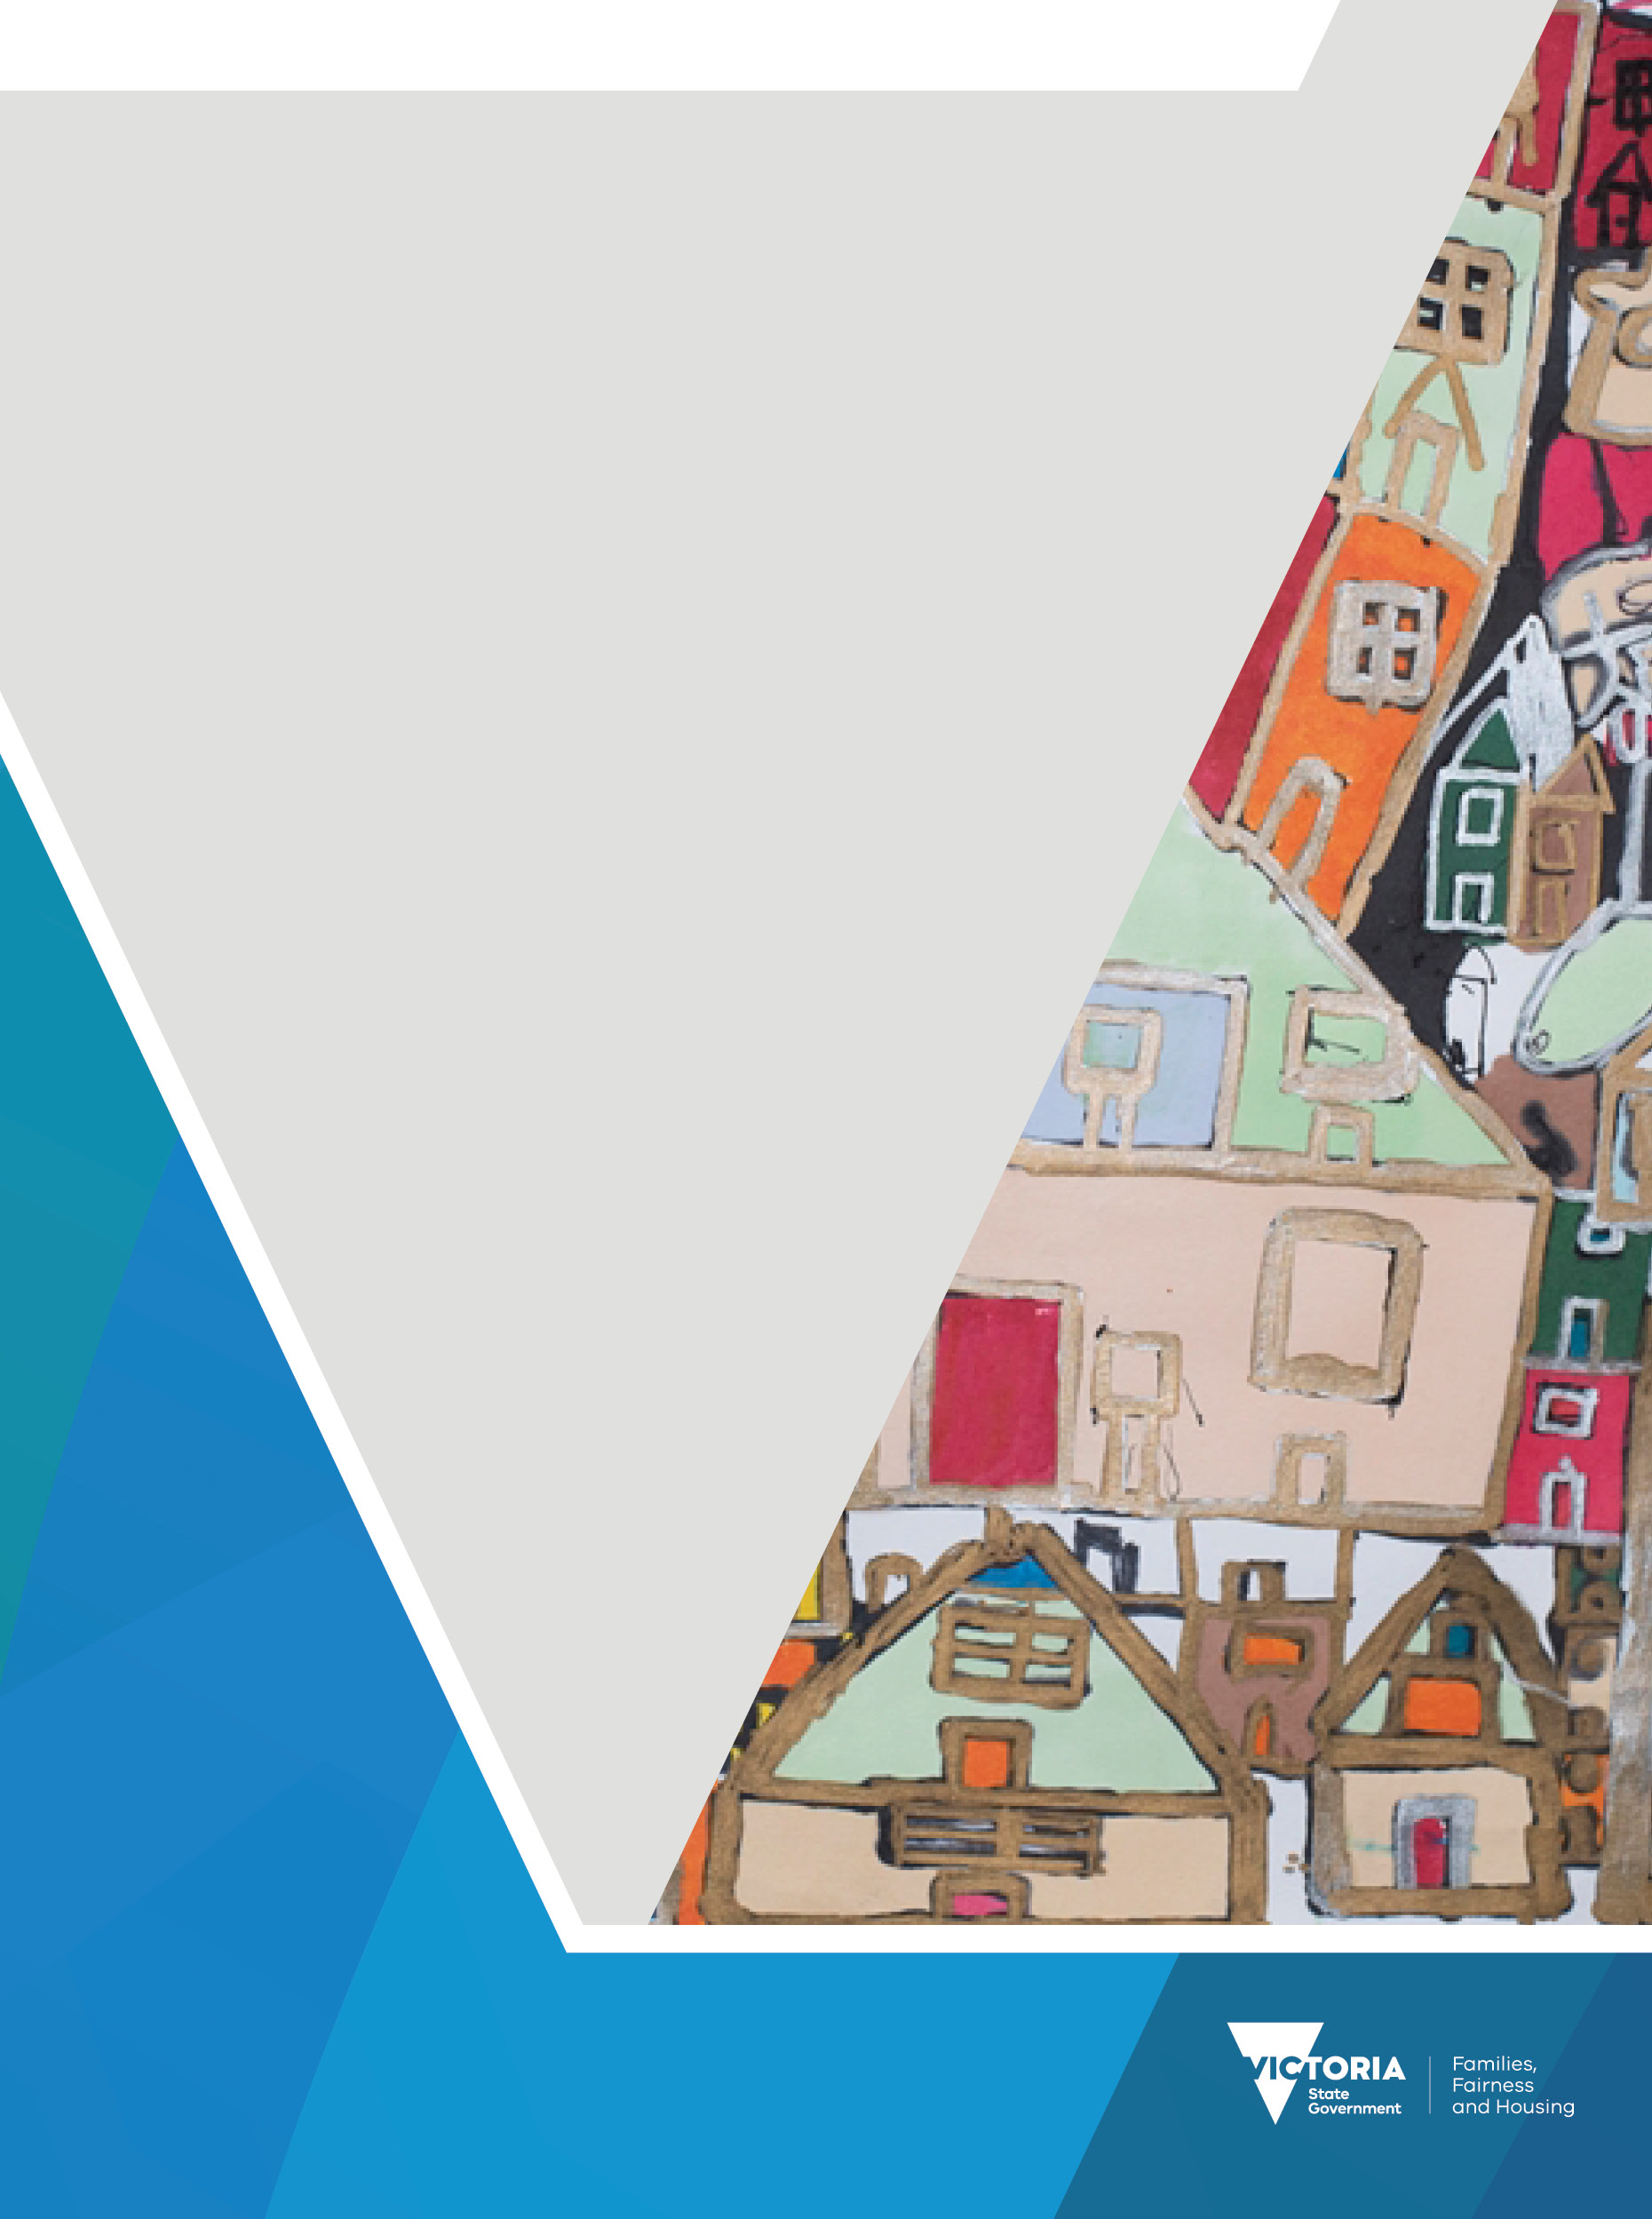 VICTORIA
State
Government
Families,
Fairness
and Housing